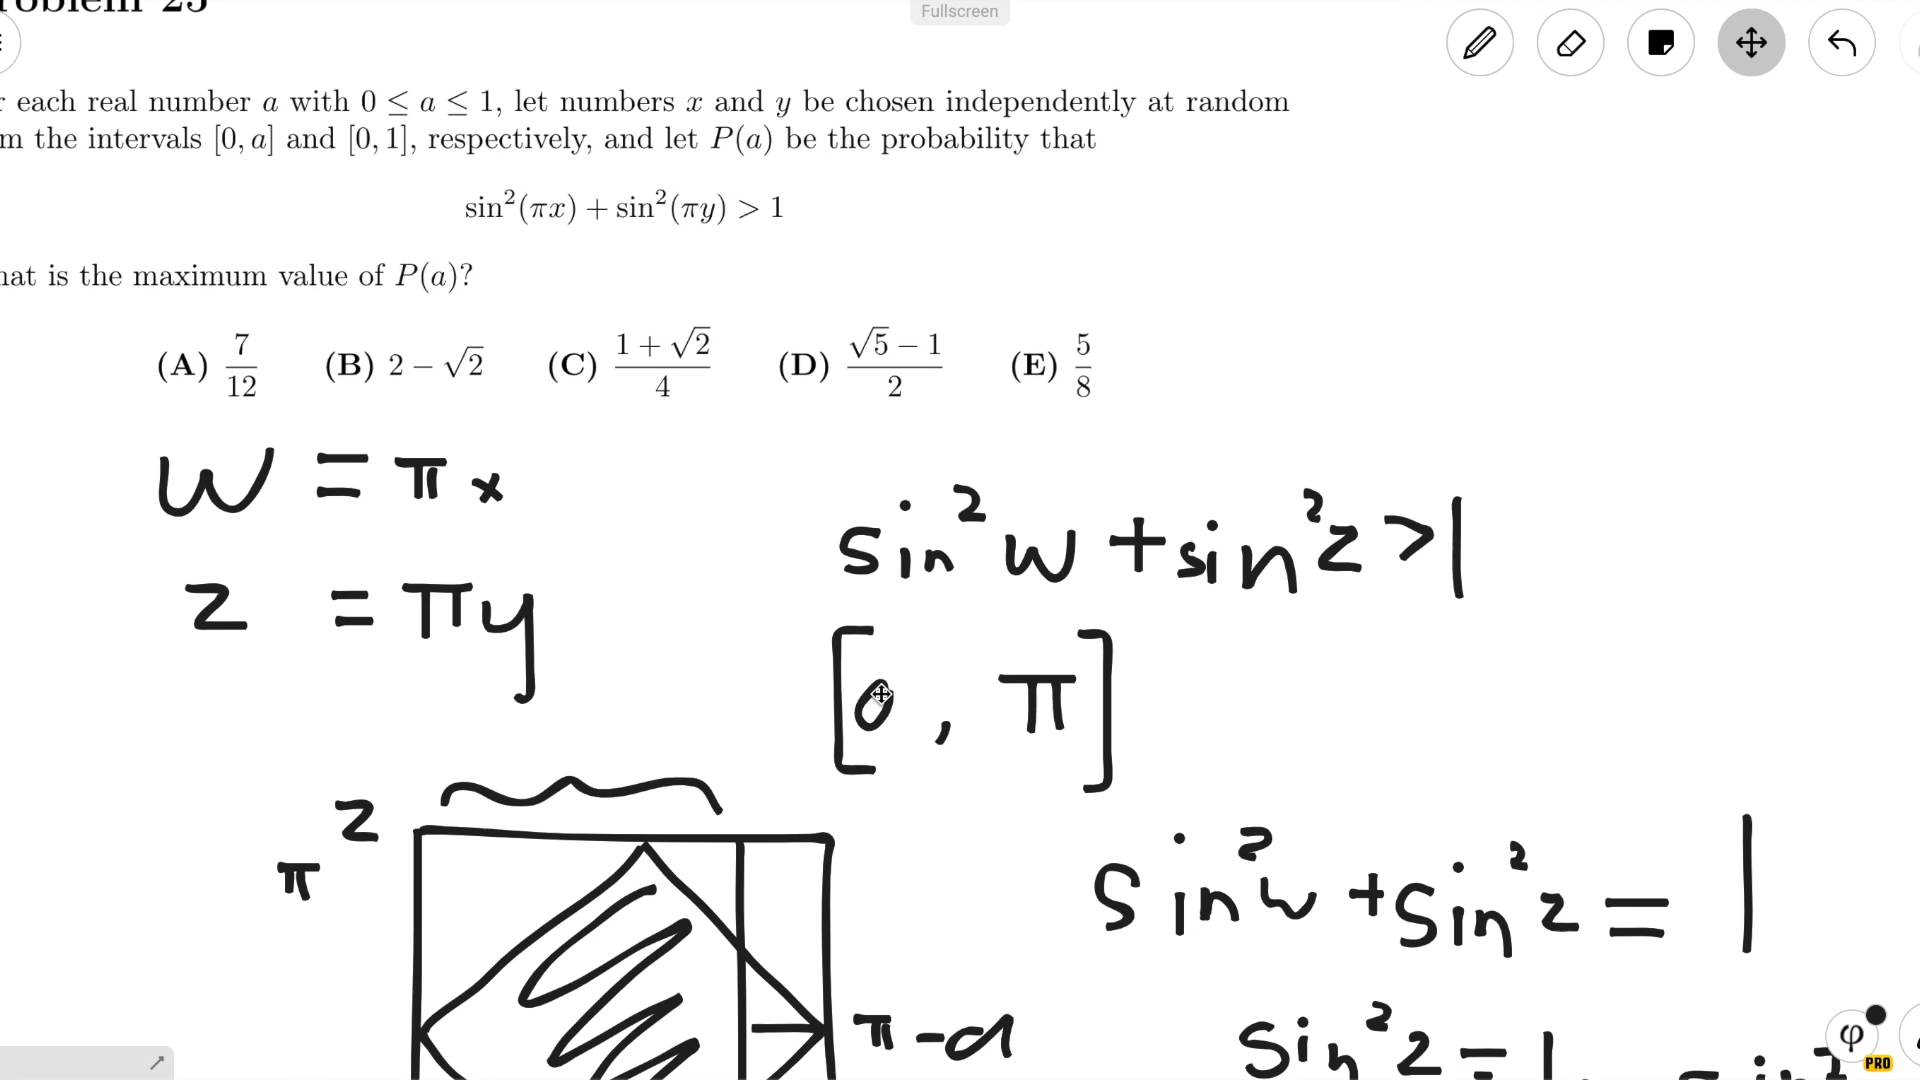 Fullscreen
each real number a with 0 ≤ a ≤ 1, let numbers x and y be chosen independently at random
the intervals [0, a] and [0, 1], respectively, and let P(a) be the probability that
sin²(πx) + sin²(πy) > 1
is the maximum value of P(a)?
(A) 7/12 (B) 2 − √2 (C) (1 + √2)/4 (D) (√5 − 1)/2 (E) 5/8
w = πx
sin²w + sin²z > 1
z = πy
[0, π]
z
π
sin²w + sin²z = 1
π - a
sin²z = 1
φ
PRO